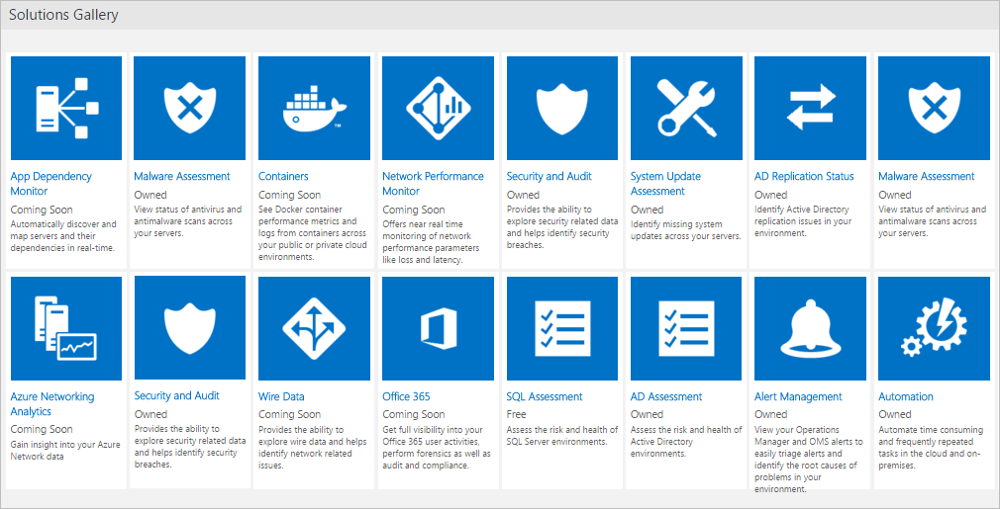 Solutions Gallery
App Dependency
Monitor
Coming Soon
Automatically discover and
map servers and their
dependencies in real-time.
Malware Assessment
Owned
View status of antivirus and
antimalware scans across
your servers.
Containers
Coming Soon
See Docker container
performance metrics and
logs from containers across
your public or private cloud
environments.
Network Performance
Monitor
Coming Soon
Offers near real time
monitoring of network
performance parameters
like loss and latency.
Security and Audit
Owned
Provides the ability to
explore security related data
and helps identify security
breaches.
System Update
Assessment
Owned
Identify missing system
updates across your servers.
AD Replication Status
Owned
Identify Active Directory
replication issues in your
environment.
Malware Assessment
Owned
View status of antivirus and
antimalware scans across
your servers.
Azure Networking
Analytics
Coming Soon
Gain insight into your Azure
Network data
Security and Audit
Owned
Provides the ability to
explore security related data
and helps identify security
breaches.
Wire Data
Coming Soon
Provides the ability to
explore wire data and helps
identify network related
issues.
Office 365
Coming Soon
Get full visibility into your
Office 365 user activities,
perform forensics as well as
audit and compliance.
SQL Assessment
Free
Assess the risk and health of
SQL Server environments.
AD Assessment
Owned
Assess the risk and health of
Active Directory
environments.
Alert Management
Owned
View your Operations
Manager and OMS alerts to
easily triage alerts and
identify the root causes of
problems in your
environment.
Automation
Owned
Automate time consuming
and frequently repeated
tasks in the cloud and on-
premises.